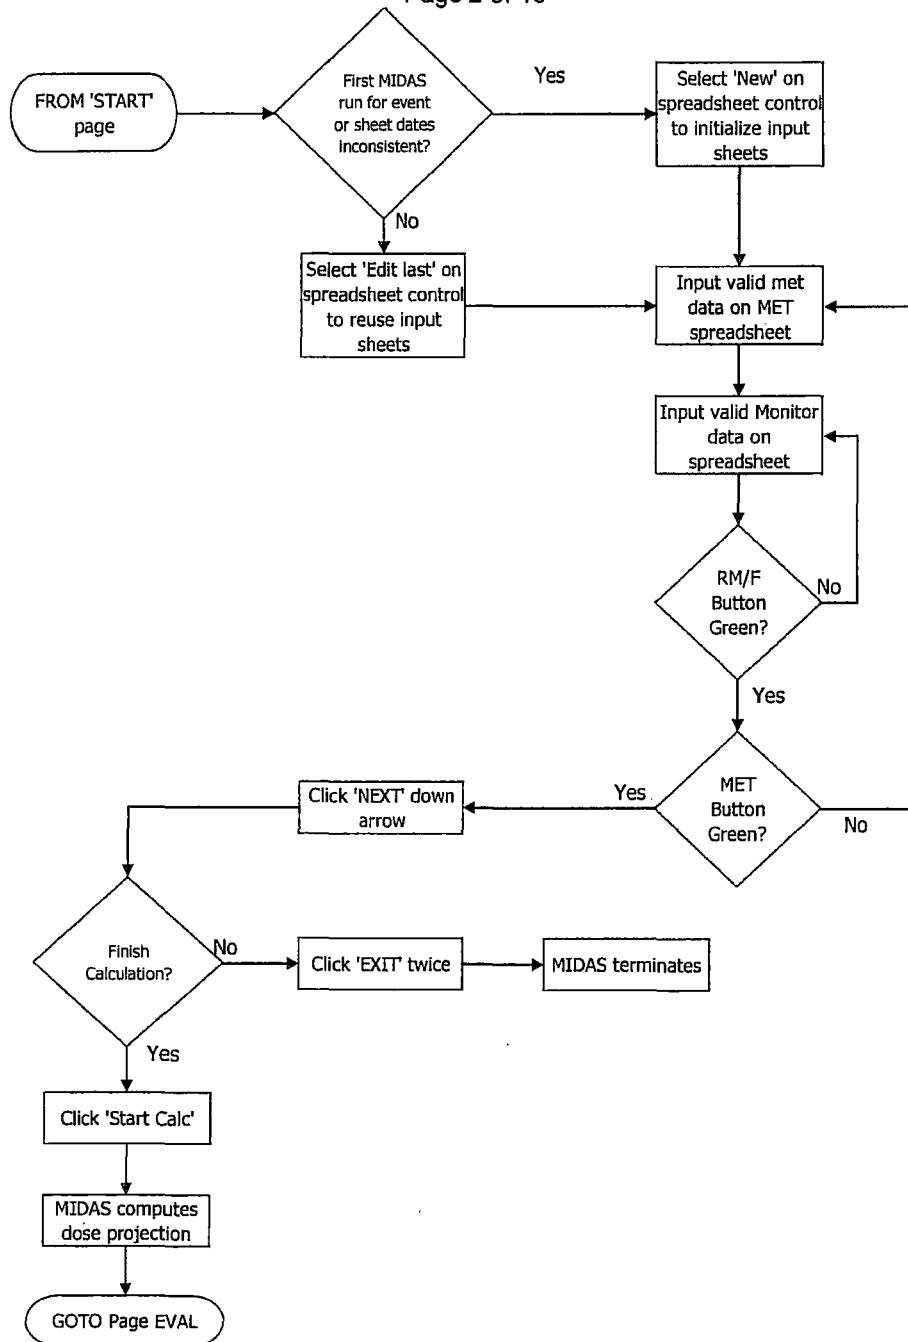 Page 2 of 10
FROM 'START'
page
First MIDAS
run for event
or sheet dates
inconsistent?
Yes
Select 'New' on
spreadsheet control
to initialize input
sheets
No
Select 'Edit last' on
spreadsheet control
to reuse input
sheets
Input valid met
data on MET
spreadsheet
Input valid Monitor
data on
spreadsheet
RM/F
Button
Green?
No
Yes
MET
Button
Green?
Yes
No
Click 'NEXT' down
arrow
Finish
Calculation?
No
Click 'EXIT' twice
MIDAS terminates
Yes
Click 'Start Calc'
MIDAS computes
dose projection
GOTO Page EVAL